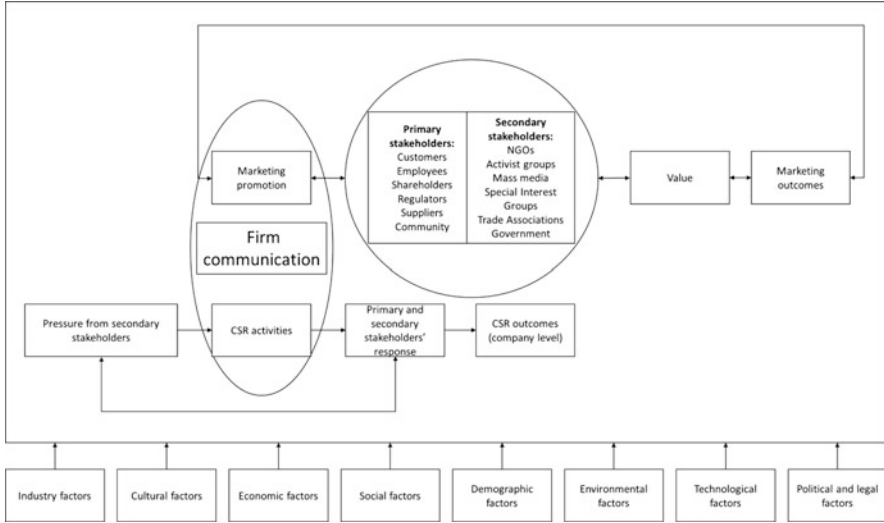 Primary
stakeholders:
Customers
Employees
Shareholders
Regulators
Suppliers
Community
Secondary
stakeholders:
NGOs
Activist groups
Mass media
Special Interest
Groups
Trade Associations
Government
Marketing
promotion
Value
Marketing
outcomes
Firm
communication
Pressure from secondary
stakeholders
CSR activities
Primary and
secondary
stakeholders'
response
CSR outcomes
(company level)
Industry factors
Cultural factors
Economic factors
Social factors
Demographic
factors
Environmental
factors
Technological
factors
Political and legal
factors